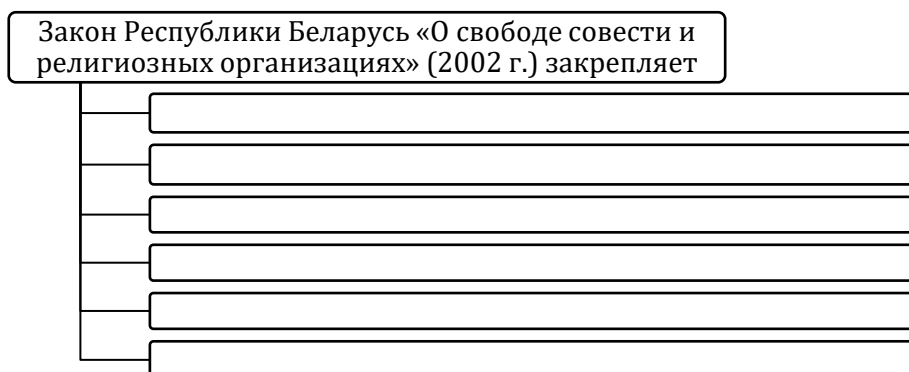 Закон Республики Беларусь «О свободе совести и
религиозных организациях» (2002 г.) закрепляет